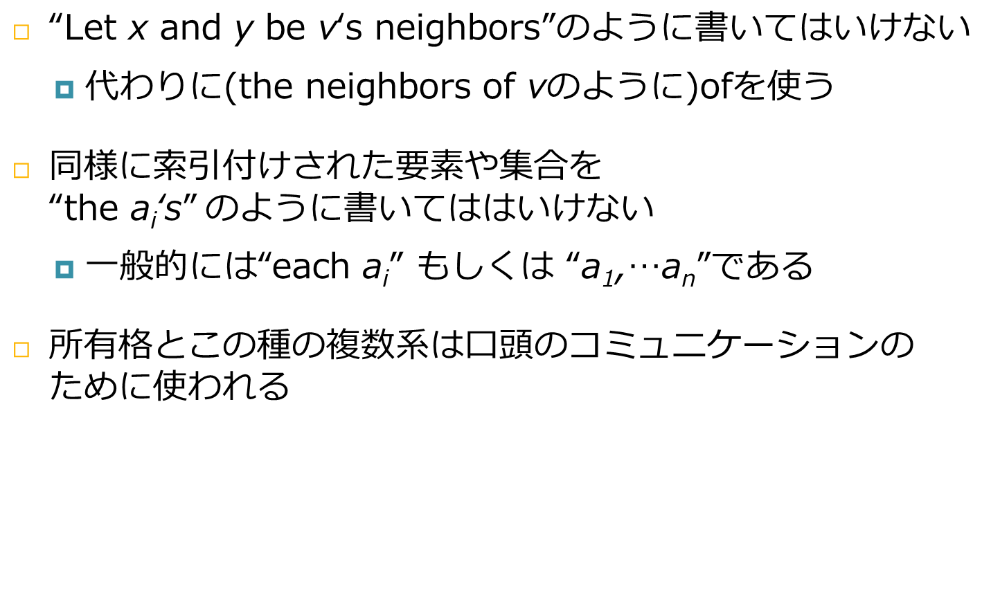 “Let x and y be v‘s neighbors”のように書いてはいけない
代わりに(the neighbors of vのように)ofを使う
同様に索引付けされた要素や集合を
“the aᵢ‘s” のように書いてははいけない
一般的には“each aᵢ” もしくは “a₁,…aₙ”である
所有格とこの種の複数系は口頭のコミュニケーションの
ために使われる